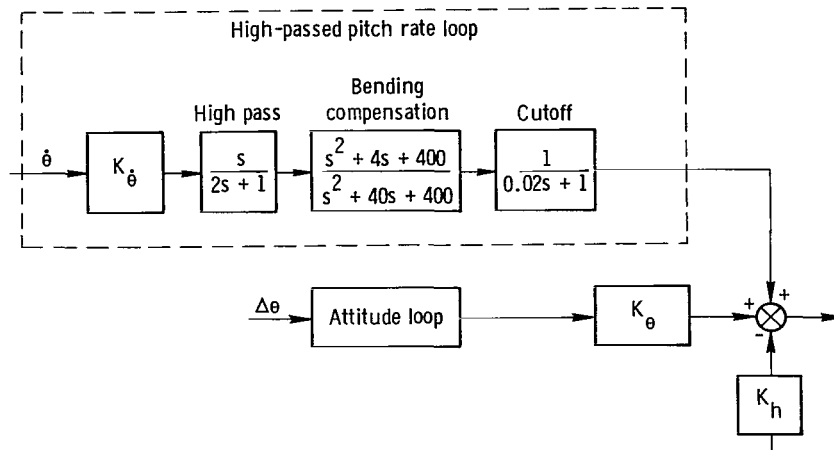 High-passed pitch rate loop
Bending
High pass compensation Cutoff
θ̇ K_θ̇ s / (2s + 1) (s² + 4s + 400) / (s² + 40s + 400) 1 / (0.02s + 1)
Δθ Attitude loop K_θ + +
-
K_h